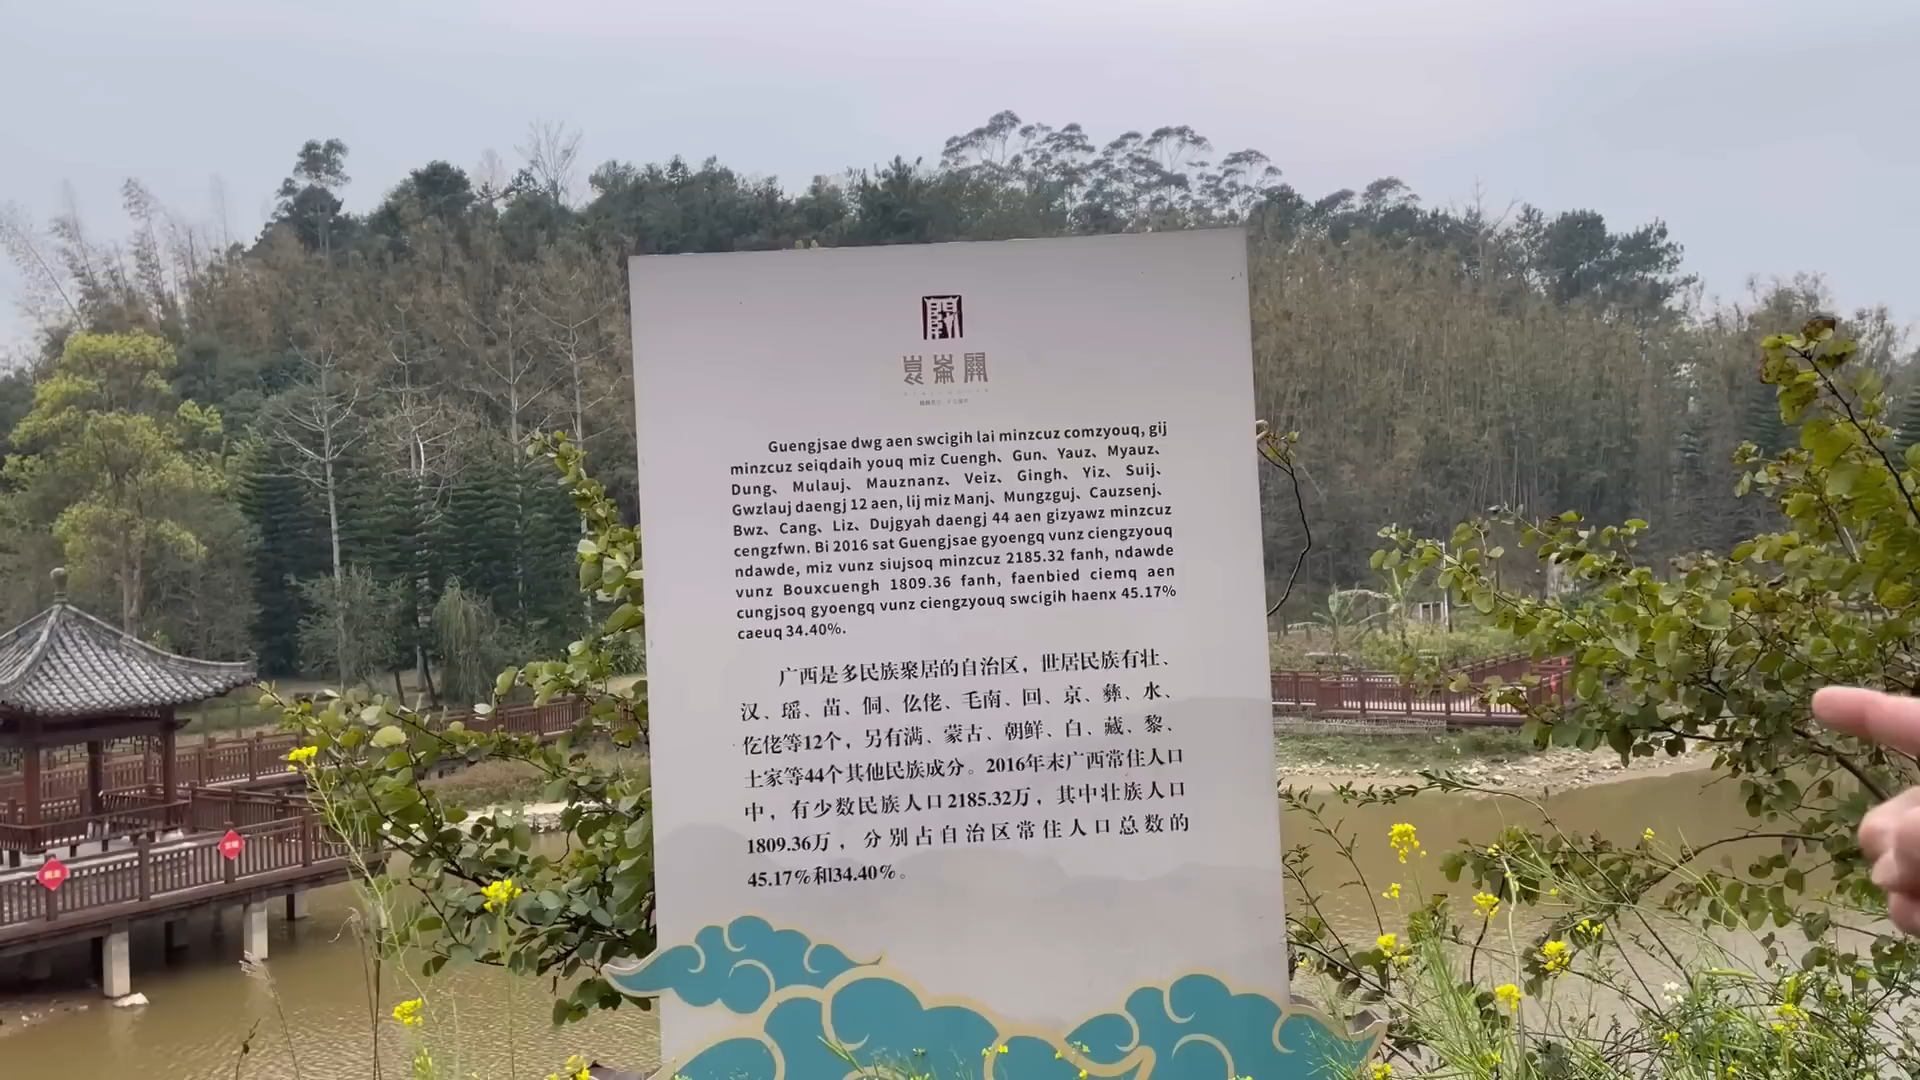 關
崑崙關
Guengjsae dwg aen swcigih lai minzcuz comzyouq, gij
minzcuz seiqdaih youq miz Cuengh、Gun、Yauz、Myauz、
Dung、Mulauj、Mauznanz、Veiz、Gingh、Yiz、Suij、
Gwzlauj daengj 12 aen, lij miz Manj、Mungzguj、Cauzsenj、
Bwz、Cang、Liz、Dujgyah daengj 44 aen gizyawz minzcuz
cengzfwn. Bi 2016 sat Guengjsae gyoengq vunz ciengzyouq
ndawde, miz vunz siujsoq minzcuz 2185.32 fanh, ndawde
vunz Bouxcuengh 1809.36 fanh, faenbied ciemq aen
cungjsoq gyoengq vunz ciengzyouq swcigih haenx 45.17%
caeuq 34.40%.
广西是多民族聚居的自治区，世居民族有壮、
汉、瑶、苗、侗、仫佬、毛南、回、京、彝、水、
仡佬等12个，另有满、蒙古、朝鲜、白、藏、黎、
土家等44个其他民族成分。2016年末广西常住人口
中，有少数民族人口2185.32万，其中壮族人口
1809.36万，分别占自治区常住人口总数的
45.17%和34.40%。